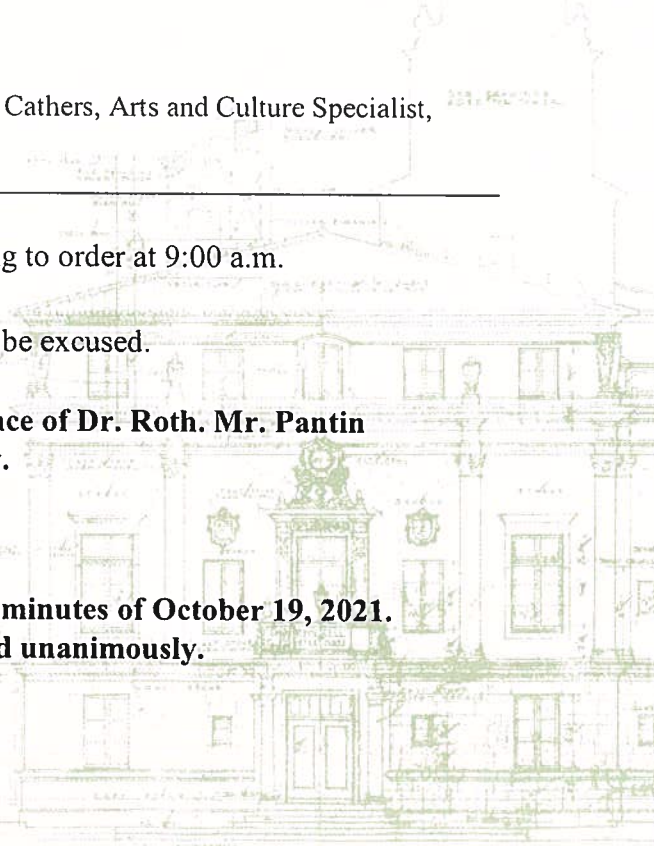 Cathers, Arts and Culture Specialist,
g to order at 9:00 a.m.
be excused.
ce of Dr. Roth. Mr. Pantin
minutes of October 19, 2021.
d unanimously.